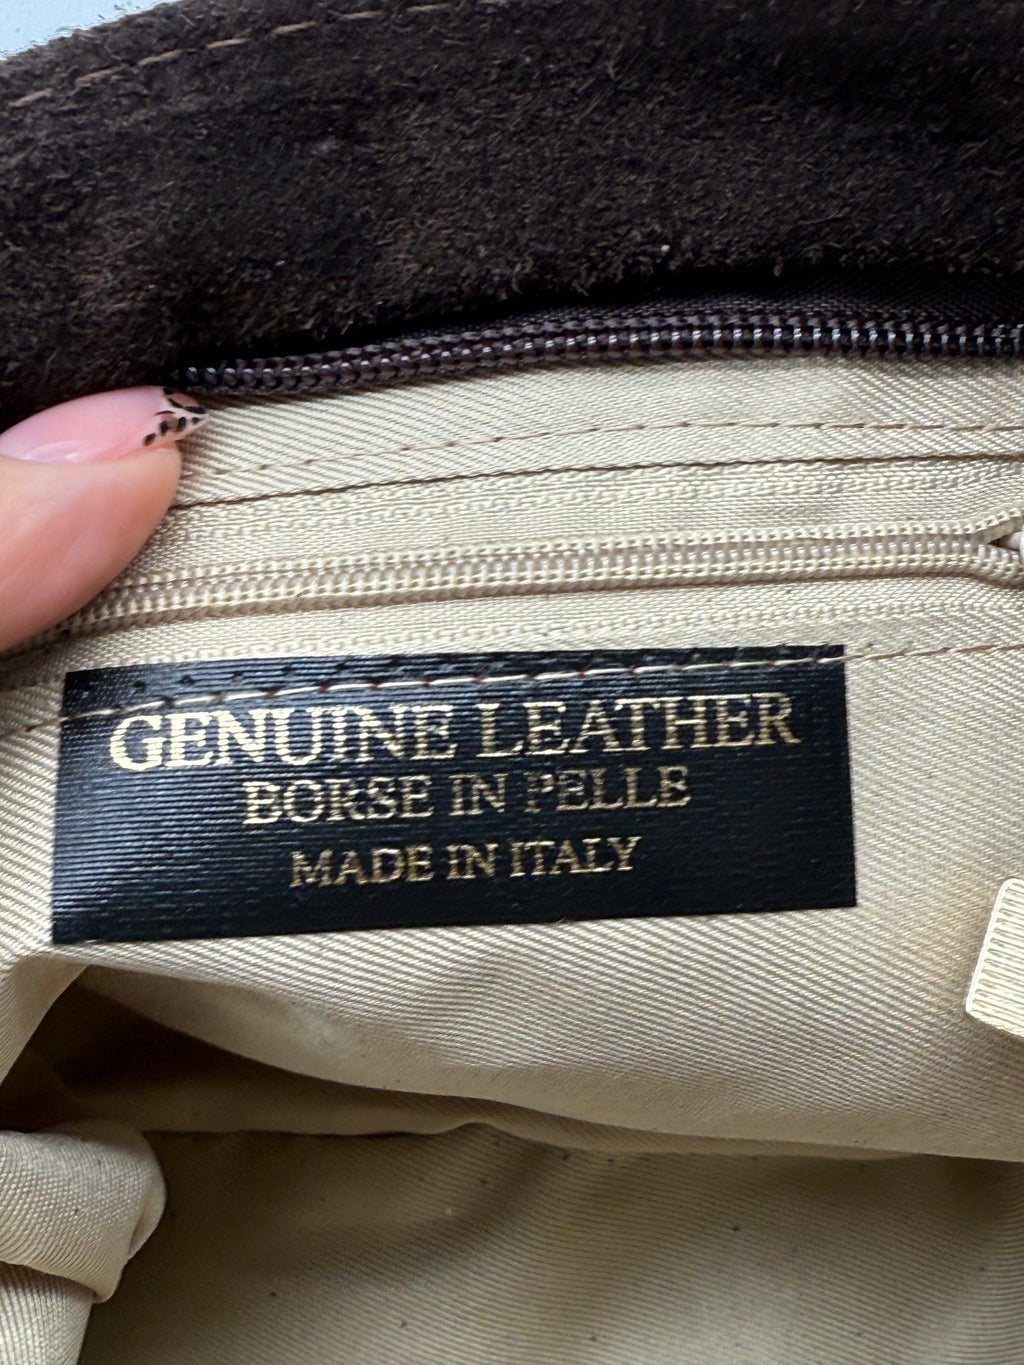 GENUINE LEATHER
BORSE IN PELLE
MADE IN ITALY